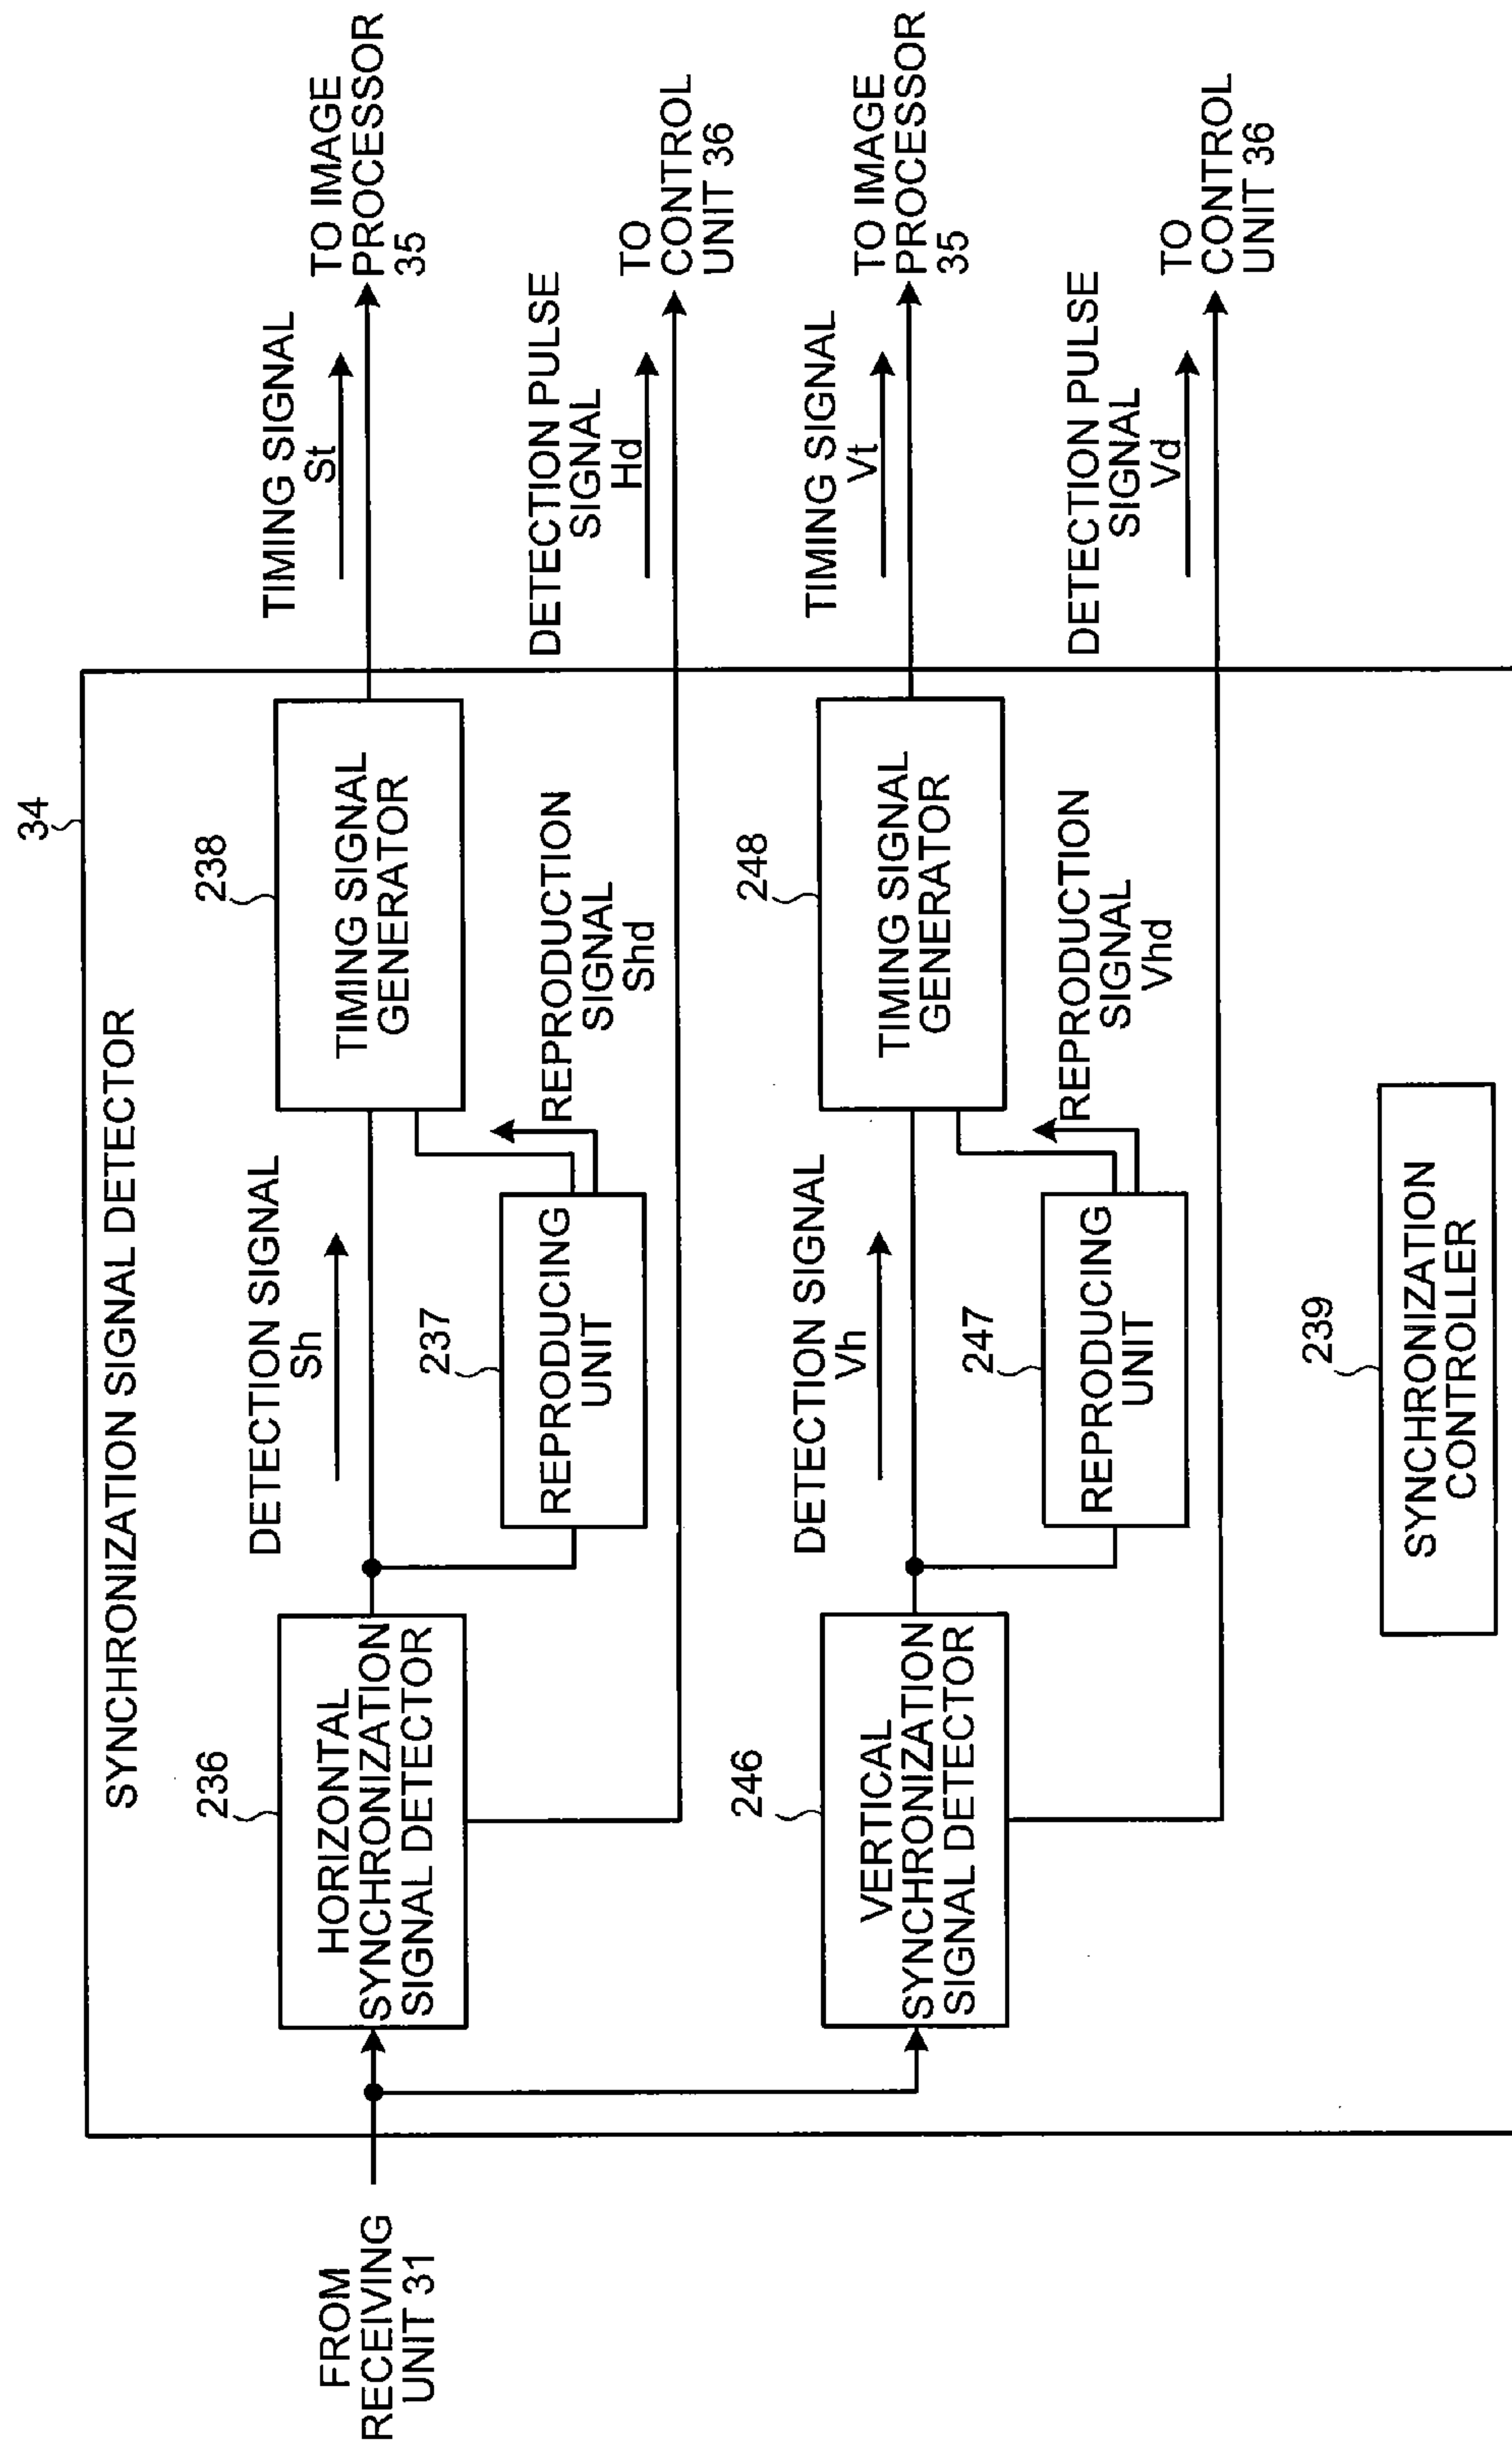 34
SYNCHRONIZATION SIGNAL DETECTOR
FROM
RECEIVING
UNIT 31
236
HORIZONTAL
SYNCHRONIZATION
SIGNAL DETECTOR
DETECTION SIGNAL
Sh
237
REPRODUCING
UNIT
238
TIMING SIGNAL
GENERATOR
REPRODUCTION
SIGNAL
Shd
TIMING SIGNAL
St
TO IMAGE
PROCESSOR
35
DETECTION PULSE
SIGNAL
Hd
TO
CONTROL
UNIT 36
246
VERTICAL
SYNCHRONIZATION
SIGNAL DETECTOR
DETECTION SIGNAL
Vh
247
REPRODUCING
UNIT
248
TIMING SIGNAL
GENERATOR
REPRODUCTION
SIGNAL
Vhd
TIMING SIGNAL
Vt
TO IMAGE
PROCESSOR
35
DETECTION PULSE
SIGNAL
Vd
TO
CONTROL
UNIT 36
239
SYNCHRONIZATION
CONTROLLER